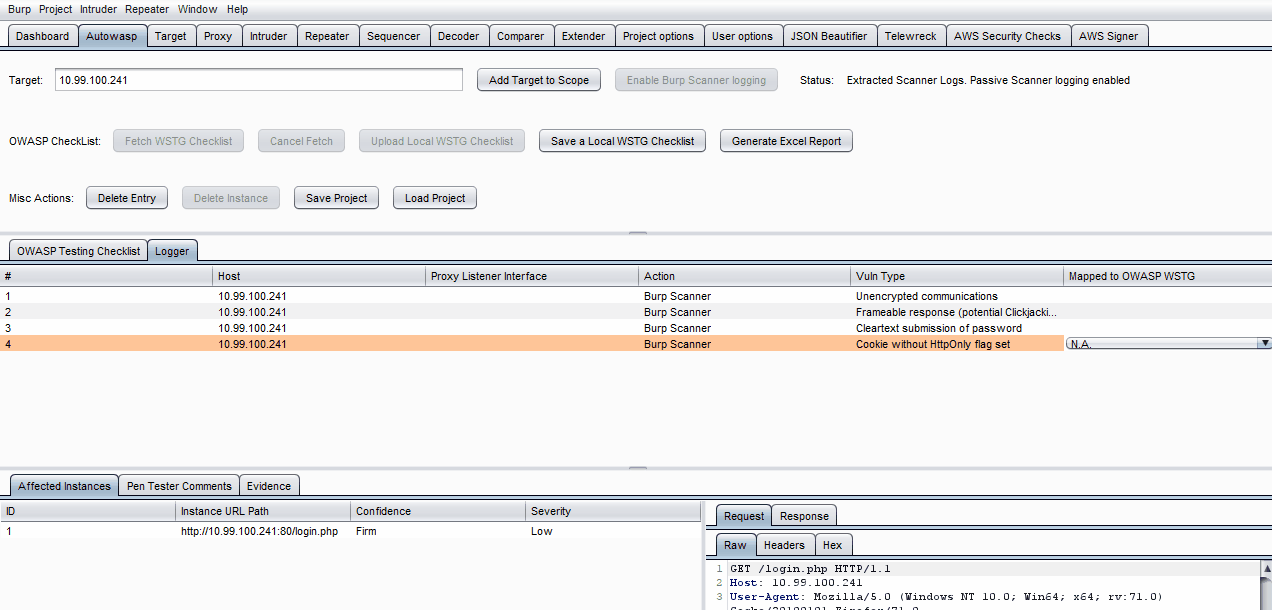 Burp Project Intruder Repeater Window Help
Dashboard Autowasp Target Proxy Intruder Repeater Sequencer Decoder Comparer Extender Project options User options JSON Beautifier Telewreck AWS Security Checks AWS Signer
Target: 10.99.100.241 Add Target to Scope Enable Burp Scanner logging Status: Extracted Scanner Logs. Passive Scanner logging enabled
OWASP CheckList: Fetch WSTG Checklist Cancel Fetch Upload Local WSTG Checklist Save a Local WSTG Checklist Generate Excel Report
Misc Actions: Delete Entry Delete Instance Save Project Load Project
OWASP Testing Checklist Logger
# Host Proxy Listener Interface Action Vuln Type Mapped to OWASP WSTG
1 10.99.100.241 Burp Scanner Unencrypted communications
2 10.99.100.241 Burp Scanner Frameable response (potential Clickjacki...
3 10.99.100.241 Burp Scanner Cleartext submission of password
4 10.99.100.241 Burp Scanner Cookie without HttpOnly flag set N.A.
Affected Instances Pen Tester Comments Evidence
ID Instance URL Path Confidence Severity
1 http://10.99.100.241:80/login.php Firm Low
Request Response
Raw Headers Hex
1 GET /login.php HTTP/1.1
2 Host: 10.99.100.241
3 User-Agent: Mozilla/5.0 (Windows NT 10.0; Win64; x64; rv:71.0)
Gecko/20100101 Firefox/71.0